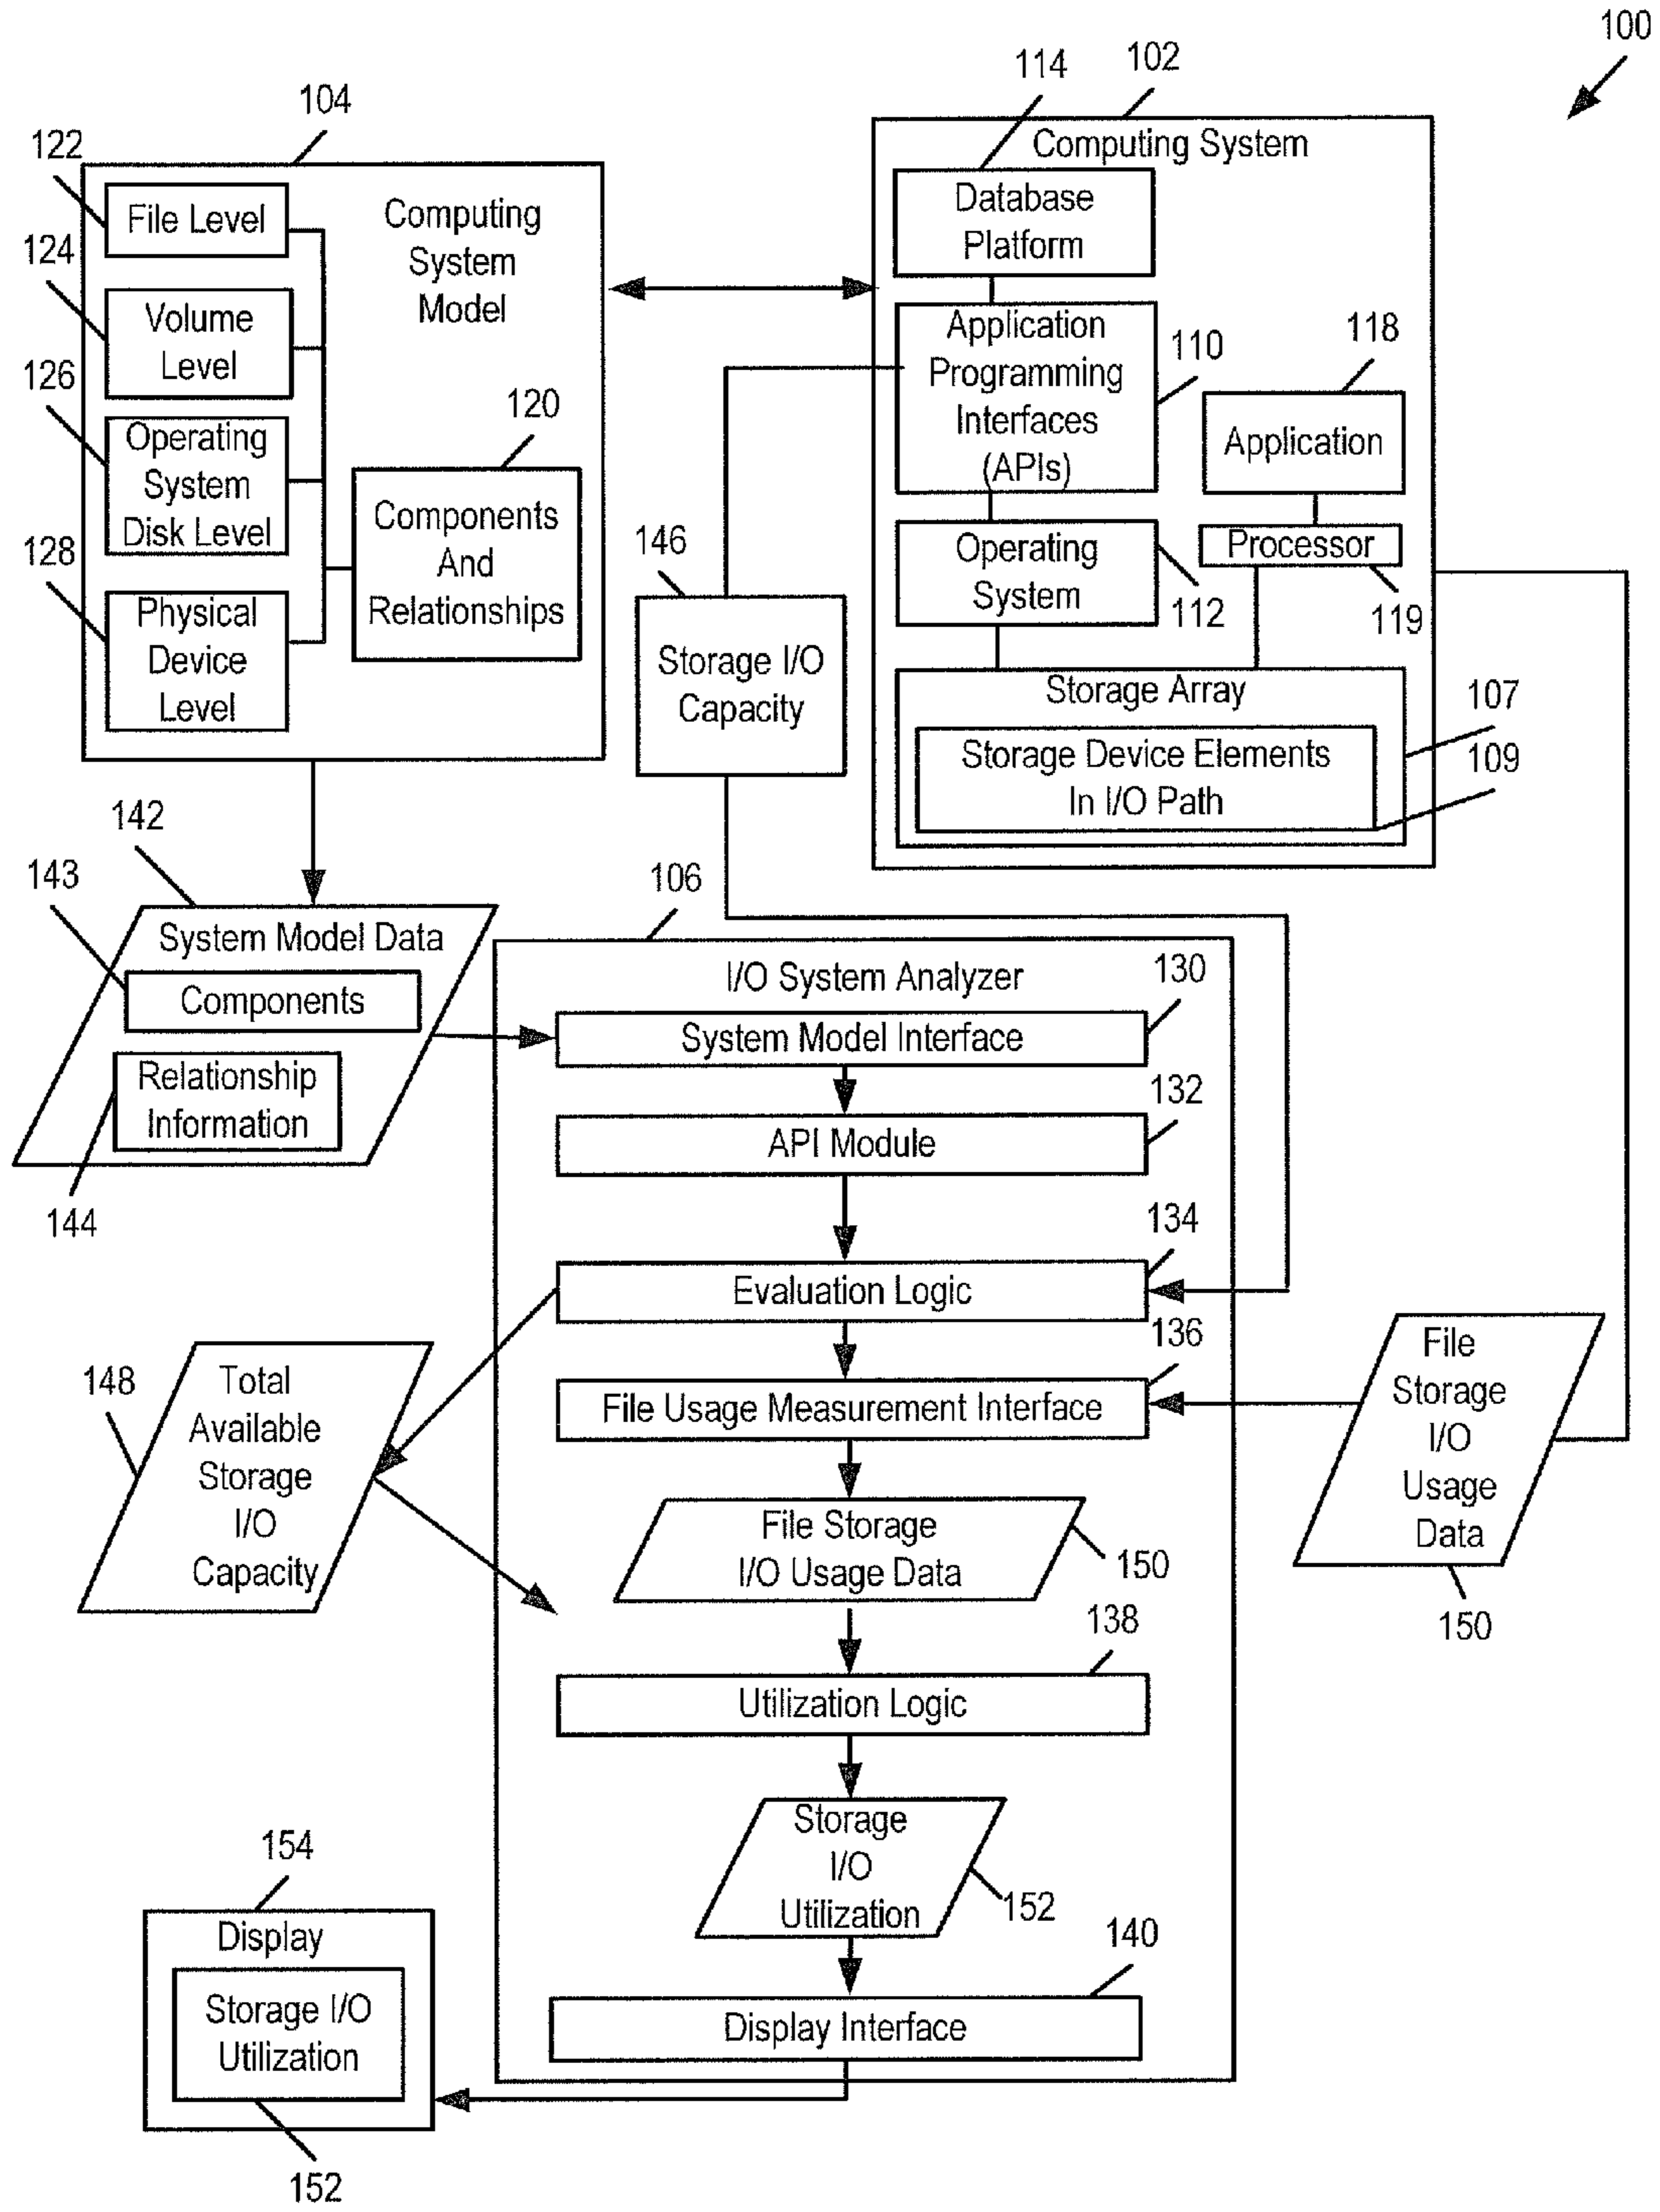 100
102
114
Computing System
Database
Platform
Application
Programming
Interfaces
(APIs)
110
118
Application
Operating
System
112
Processor
119
Storage Array
107
Storage Device Elements
In I/O Path
109
104
122
File Level
Computing
System
Model
124
Volume
Level
126
Operating
System
Disk Level
120
Components
And
Relationships
128
Physical
Device
Level
146
Storage I/O
Capacity
142
143
System Model Data
Components
Relationship
Information
144
106
I/O System Analyzer
130
System Model Interface
132
API Module
134
Evaluation Logic
136
File Usage Measurement Interface
148
Total
Available
Storage
I/O
Capacity
File
Storage
I/O
Usage
Data
150
File Storage
I/O Usage Data
150
138
Utilization Logic
Storage
I/O
Utilization
152
140
Display Interface
154
Display
Storage I/O
Utilization
152